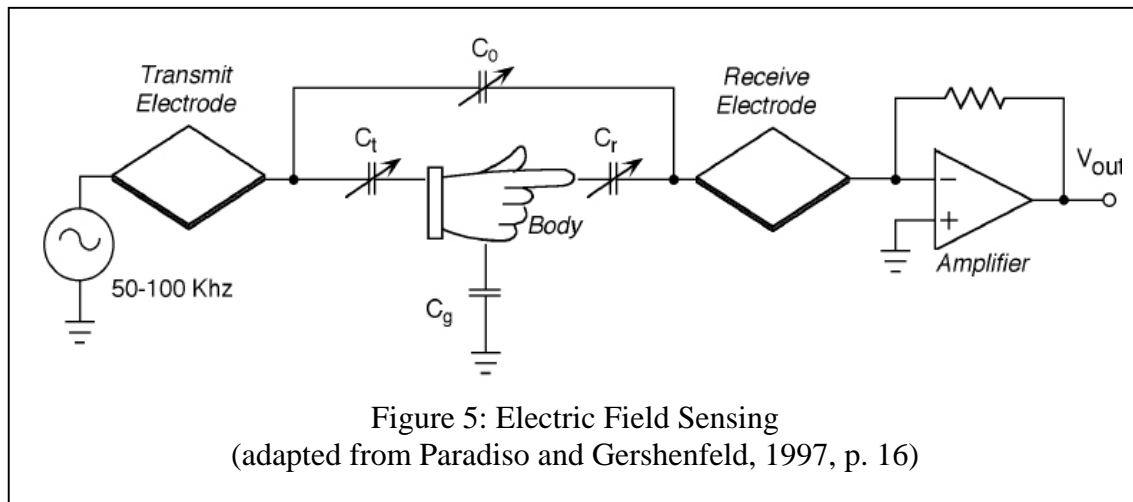 C₀
Transmit
Electrode
Receive
Electrode
Cₜ
Cᵣ
Vout
−
+
Body
Amplifier
50-100 Khz
C_g
Figure 5: Electric Field Sensing
(adapted from Paradiso and Gershenfeld, 1997, p. 16)